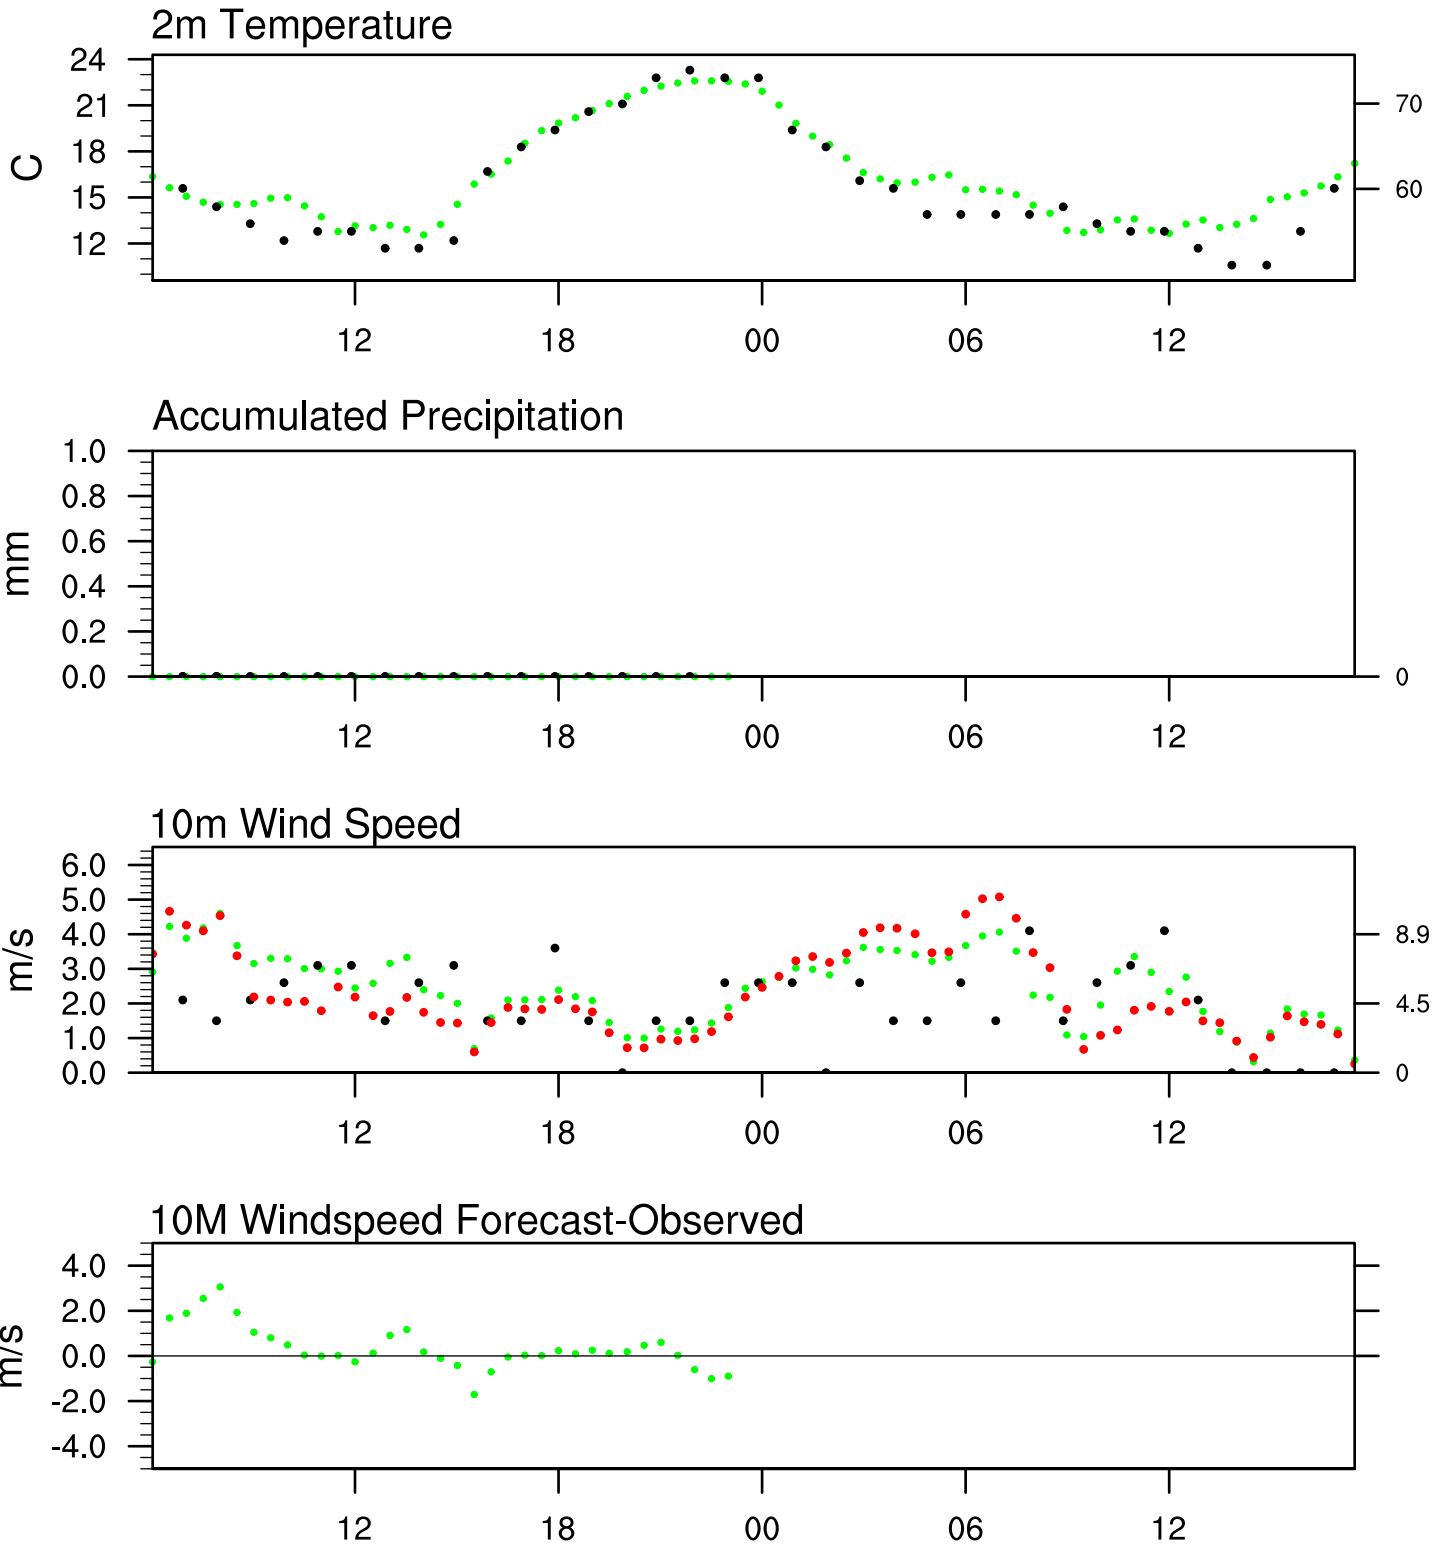 2m Temperature
24
21
18
15
12
C
70
60
12 18 00 06 12
Accumulated Precipitation
1.0
0.8
0.6
0.4
0.2
0.0
mm
0
12 18 00 06 12
10m Wind Speed
6.0
5.0
4.0
3.0
2.0
1.0
0.0
m/s
8.9
4.5
0
12 18 00 06 12
10M Windspeed Forecast-Observed
4.0
2.0
0.0
-2.0
-4.0
m/s
12 18 00 06 12